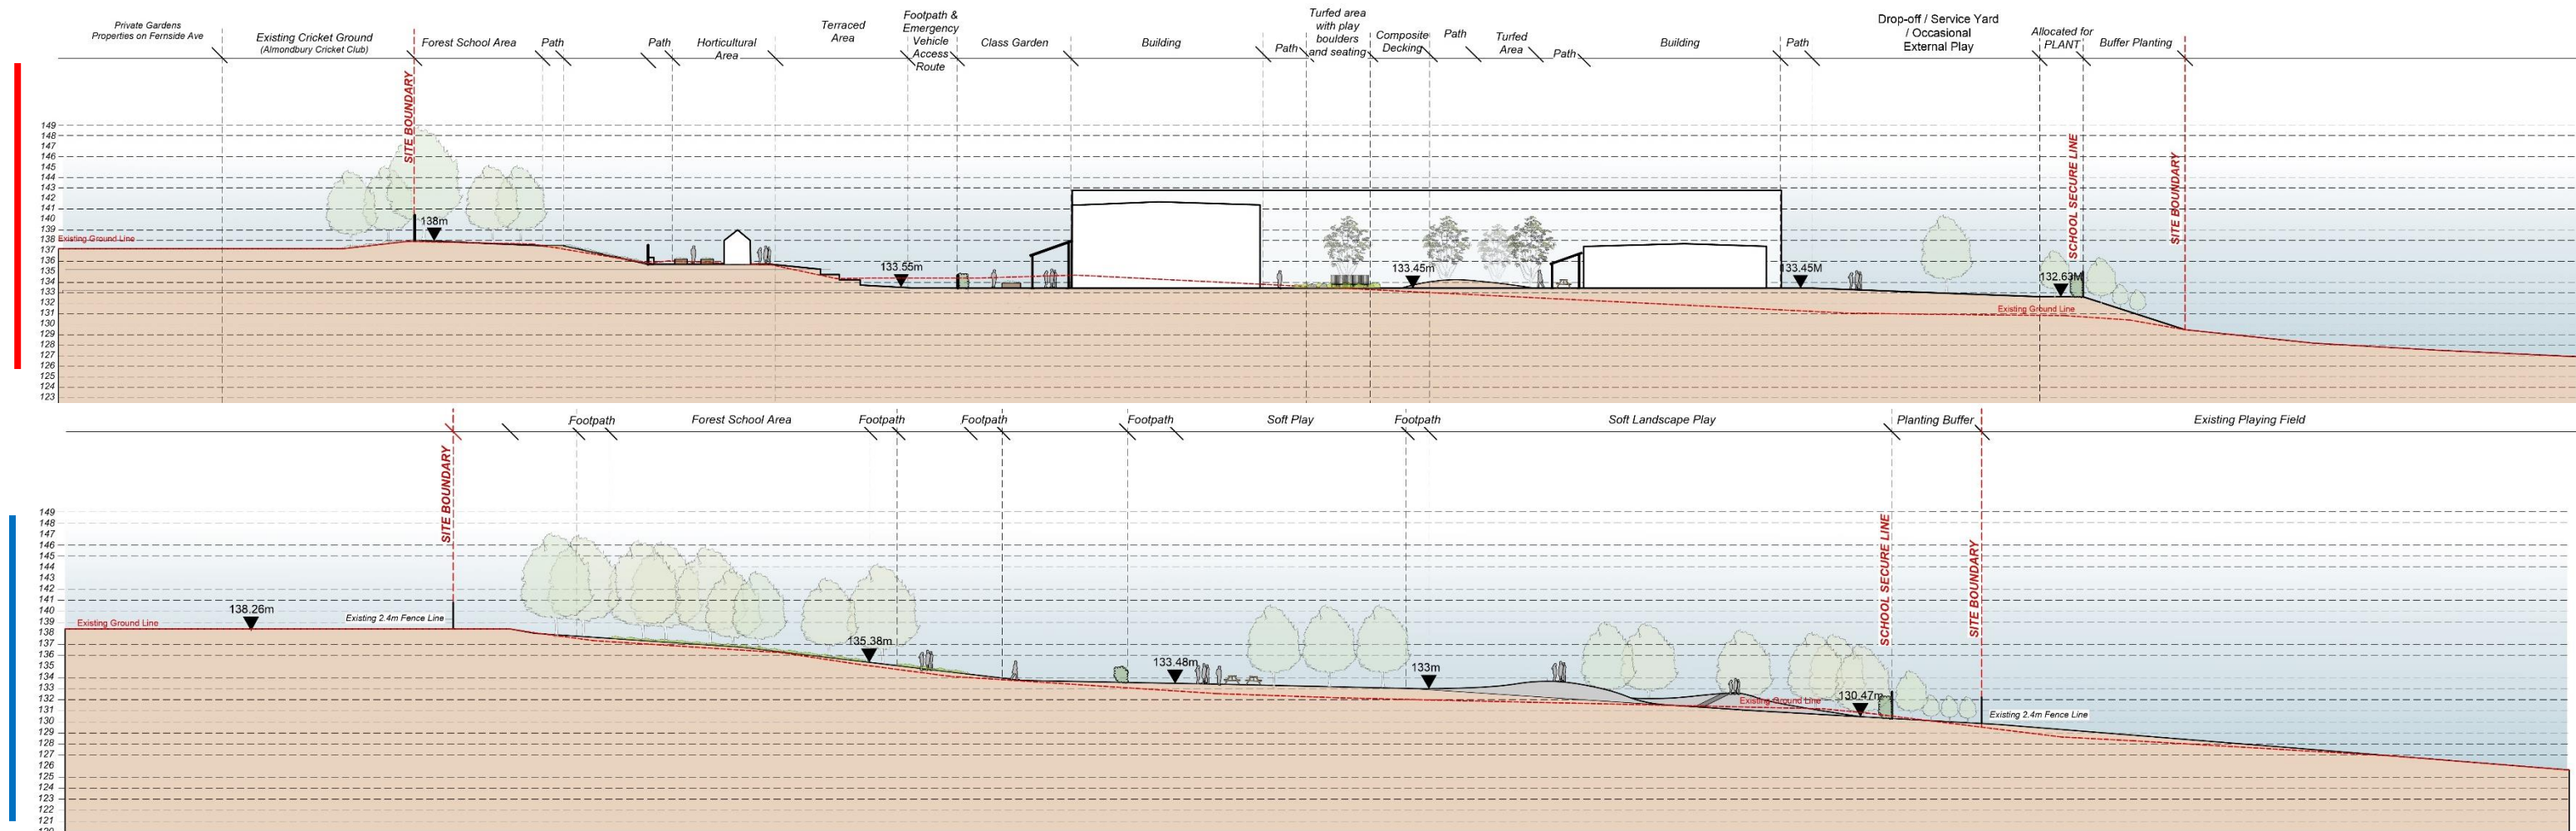 Private Gardens
Properties on Fernside Ave
Existing Cricket Ground
(Almondbury Cricket Club)
Forest School Area
Path
Path
Horticultural
Area
Terraced
Area
Footpath &
Emergency
Vehicle
Access
Route
Class Garden
Building
Path
Turfed area
with play
boulders
and seating
Composite
Decking
Path
Turfed
Area
Path
Building
Path
Drop-off / Service Yard
/ Occasional
External Play
Allocated for
PLANT
Buffer Planting
SITE BOUNDARY
SCHOOL SECURE LINE
SITE BOUNDARY
149
148
147
146
145
144
143
142
141
140
139
138
137
136
135
134
133
132
131
130
129
128
127
126
125
124
123
Existing Ground Line
138m
133.55m
133.45m
133.45M
132.63M
Existing Ground Line
Footpath
Forest School Area
Footpath
Footpath
Footpath
Soft Play
Footpath
Soft Landscape Play
Planting Buffer
Existing Playing Field
SITE BOUNDARY
SCHOOL SECURE LINE
SITE BOUNDARY
149
148
147
146
145
144
143
142
141
140
139
138
137
136
135
134
133
132
131
130
129
128
127
126
125
124
123
122
121
120
Existing Ground Line
138.26m
Existing 2.4m Fence Line
135.38m
133.48m
133m
Existing Ground Line
130.47m
Existing 2.4m Fence Line